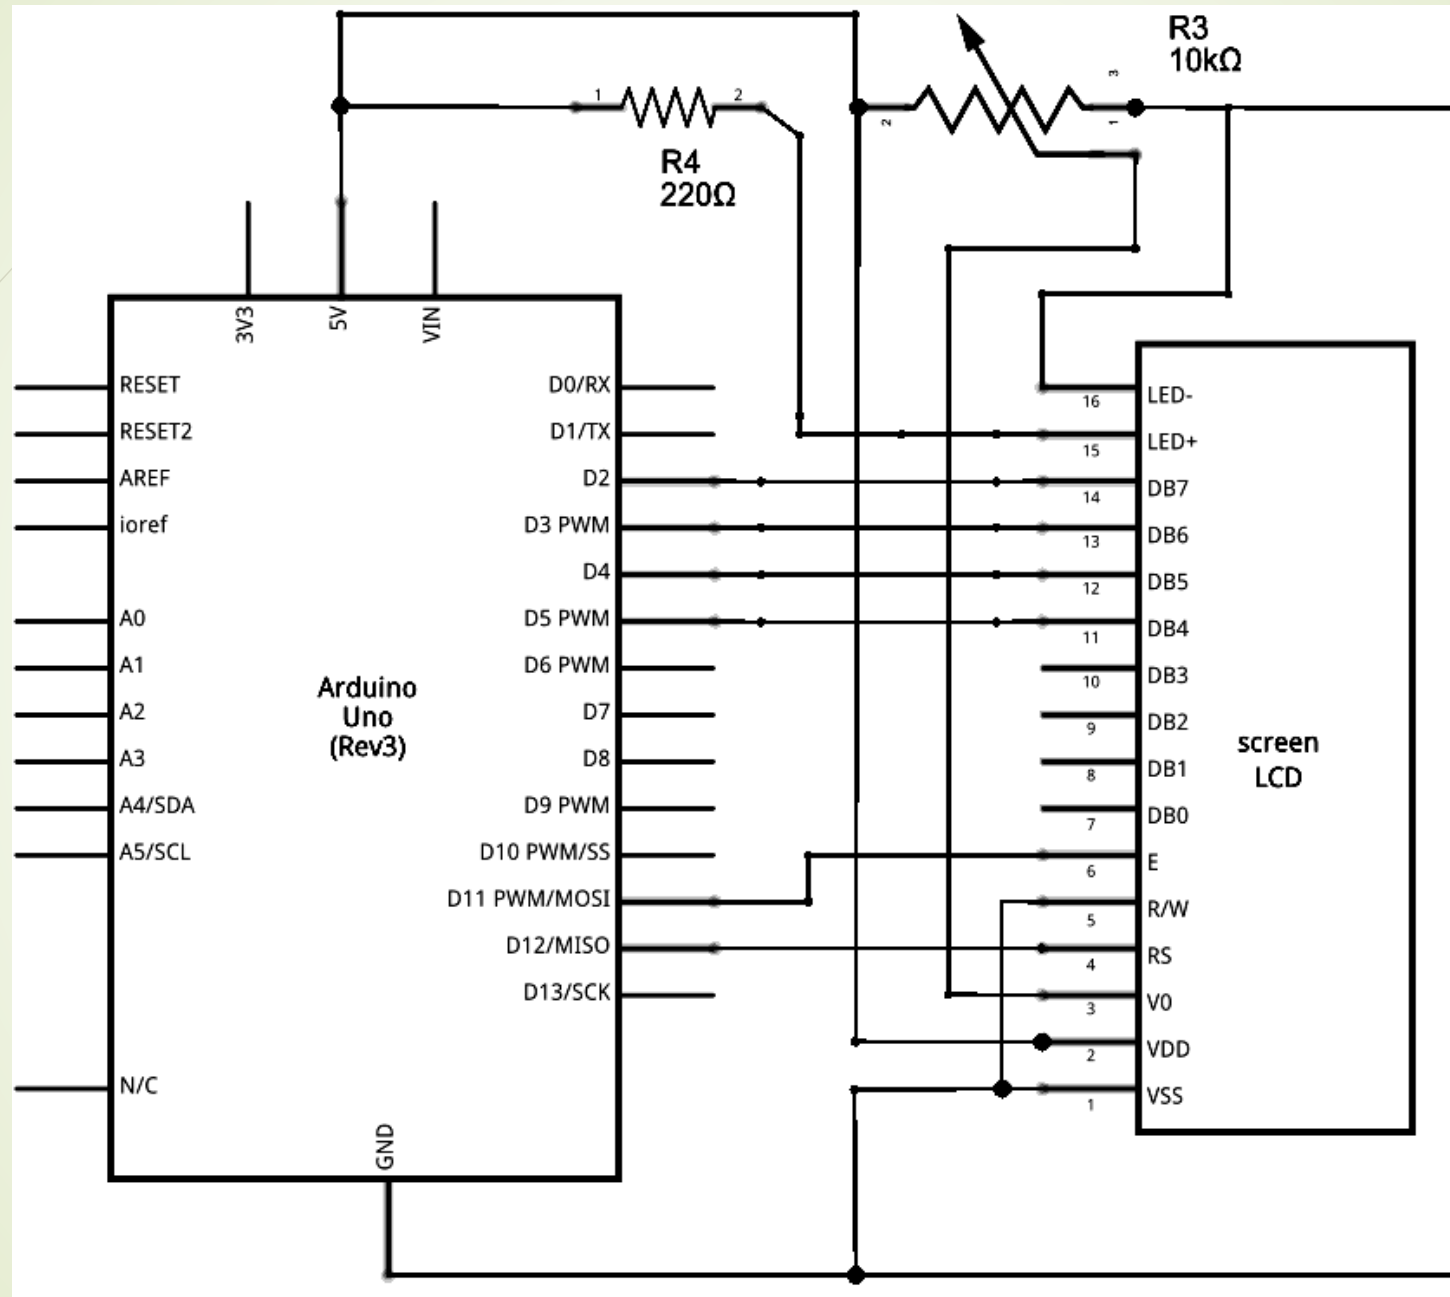 R3
10kΩ
1
2
2
3
1
R4
220Ω
3V3
5V
VIN
RESET
RESET2
AREF
ioref
A0
A1
A2
A3
A4/SDA
A5/SCL
N/C
Arduino
Uno
(Rev3)
GND
D0/RX
D1/TX
D2
D3 PWM
D4
D5 PWM
D6 PWM
D7
D8
D9 PWM
D10 PWM/SS
D11 PWM/MOSI
D12/MISO
D13/SCK
16 LED-
15 LED+
14 DB7
13 DB6
12 DB5
11 DB4
10 DB3
9 DB2
8 DB1
7 DB0
6 E
5 R/W
4 RS
3 V0
2 VDD
1 VSS
screen
LCD